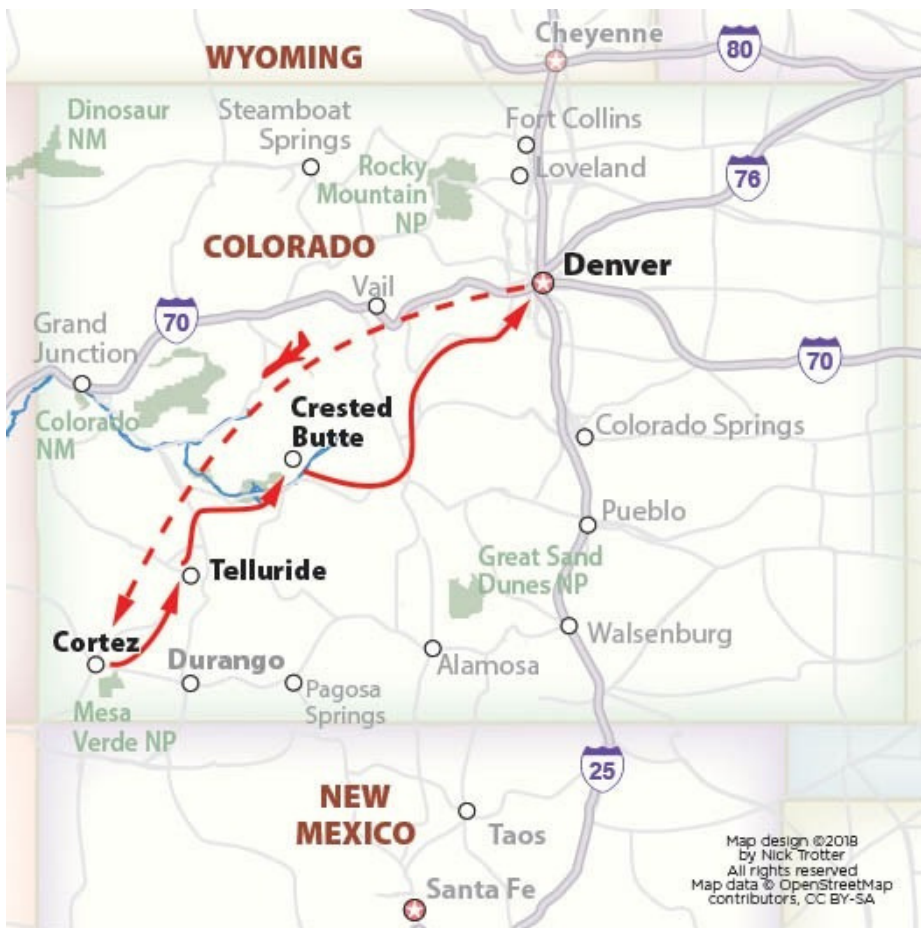 Cheyenne
80
WYOMING
Dinosaur
NM
Steamboat
Springs
Fort Collins
Loveland
Rocky
Mountain
NP
76
COLORADO
Denver
Vail
70
Grand
Junction
70
Crested
Butte
Colorado
NM
Colorado Springs
Pueblo
Telluride
Great Sand
Dunes NP
Cortez
Durango
Walsenburg
Alamosa
Pagosa
Springs
Mesa
Verde NP
25
NEW
MEXICO
Taos
Santa Fe
Map design ©2018
by Nick Trotter
All rights reserved
Map data © OpenStreetMap
contributors, CC BY-SA